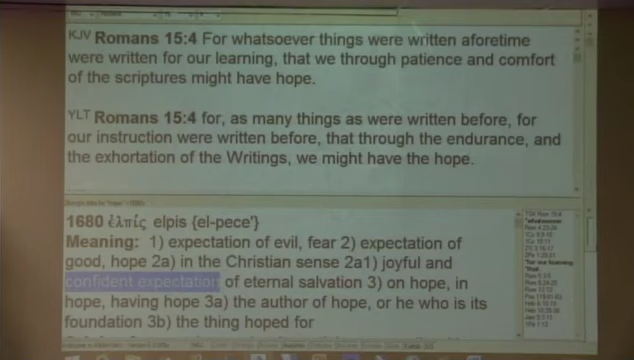 KJV Romans 15:4 For whatsoever things were written aforetime
were written for our learning, that we through patience and comfort
of the scriptures might have hope.
YLT Romans 15:4 for, as many things as were written before, for
our instruction were written before, that through the endurance, and
the exhortation of the Writings, we might have the hope.
1680 ἐλπίς elpis {el-pece'}
Meaning: 1) expectation of evil, fear 2) expectation of
good, hope 2a) in the Christian sense 2a1) joyful and
confident expectation of eternal salvation 3) on hope, in
hope, having hope 3a) the author of hope, or he who is its
foundation 3b) the thing hoped for